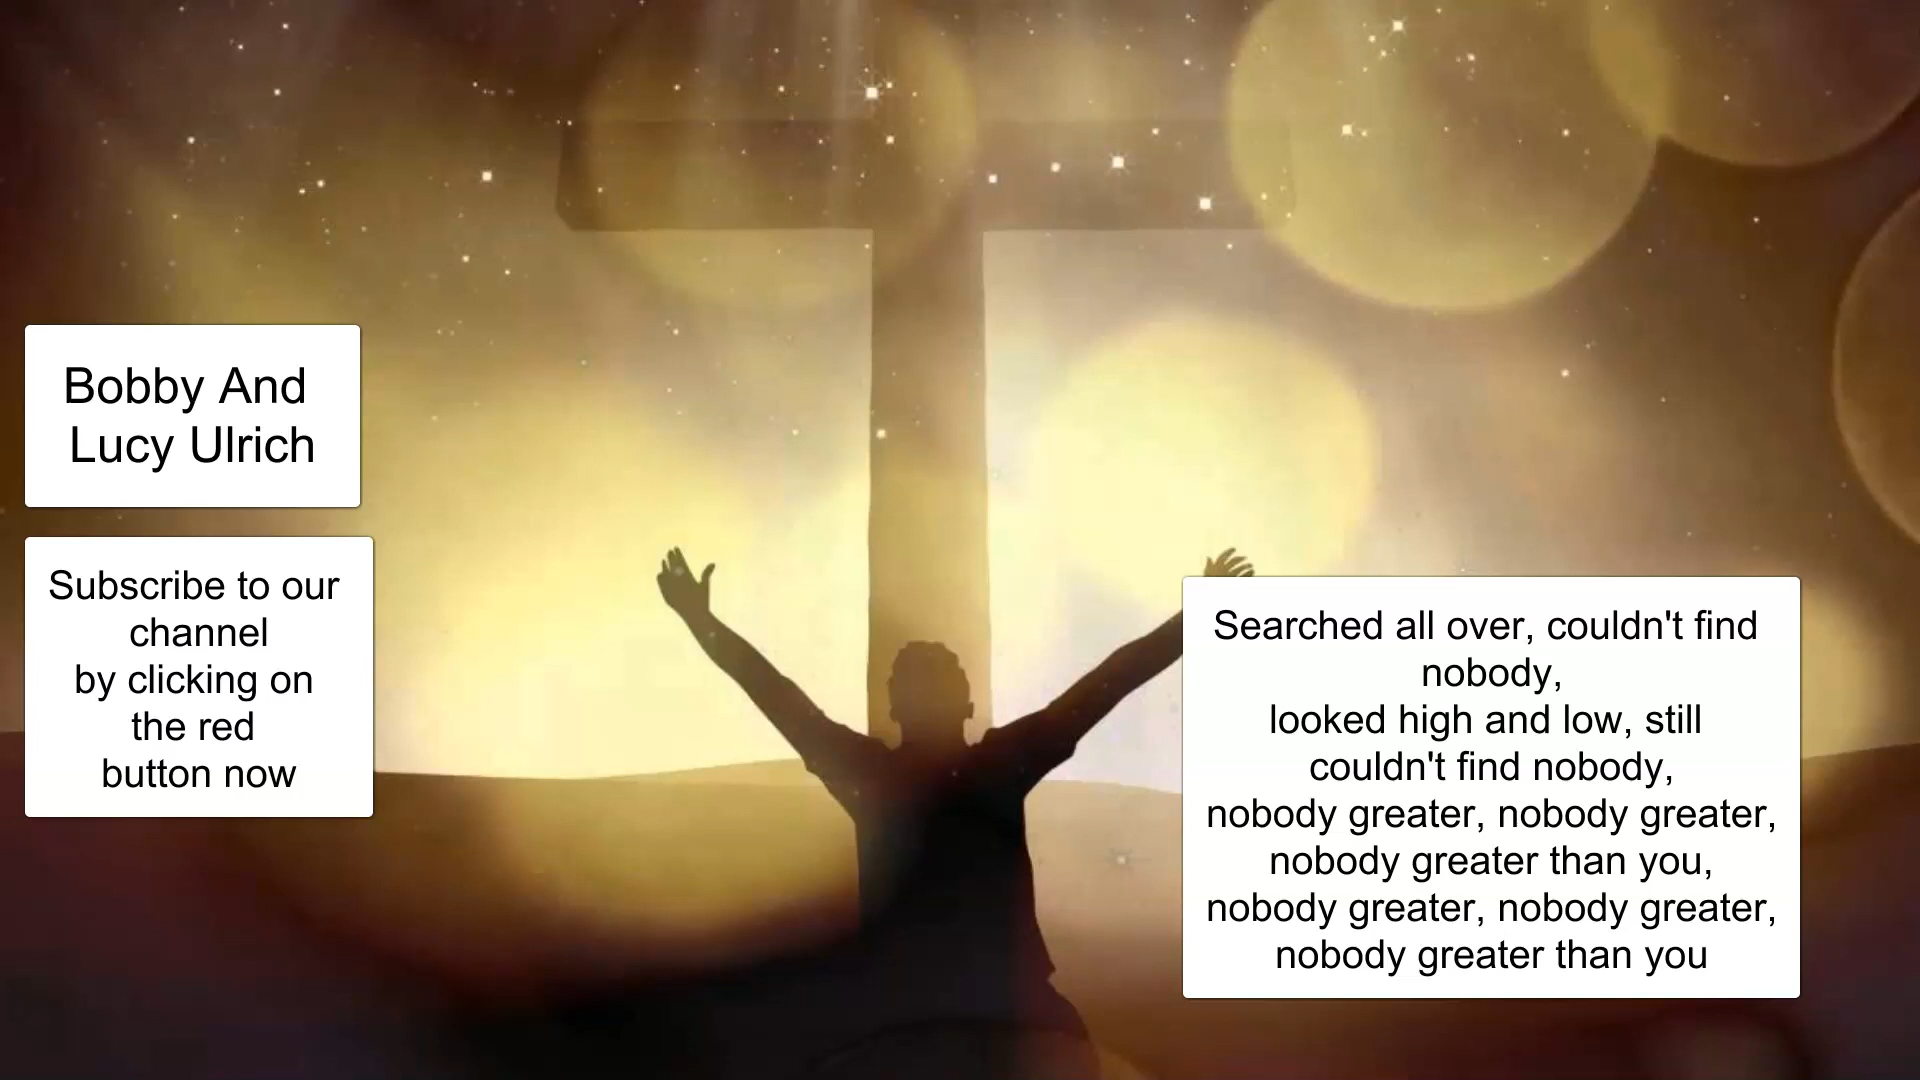 Bobby And
Lucy Ulrich
Subscribe to our
channel
by clicking on
the red
button now
Searched all over, couldn't find
nobody,
looked high and low, still
couldn't find nobody,
nobody greater, nobody greater,
nobody greater than you,
nobody greater, nobody greater,
nobody greater than you